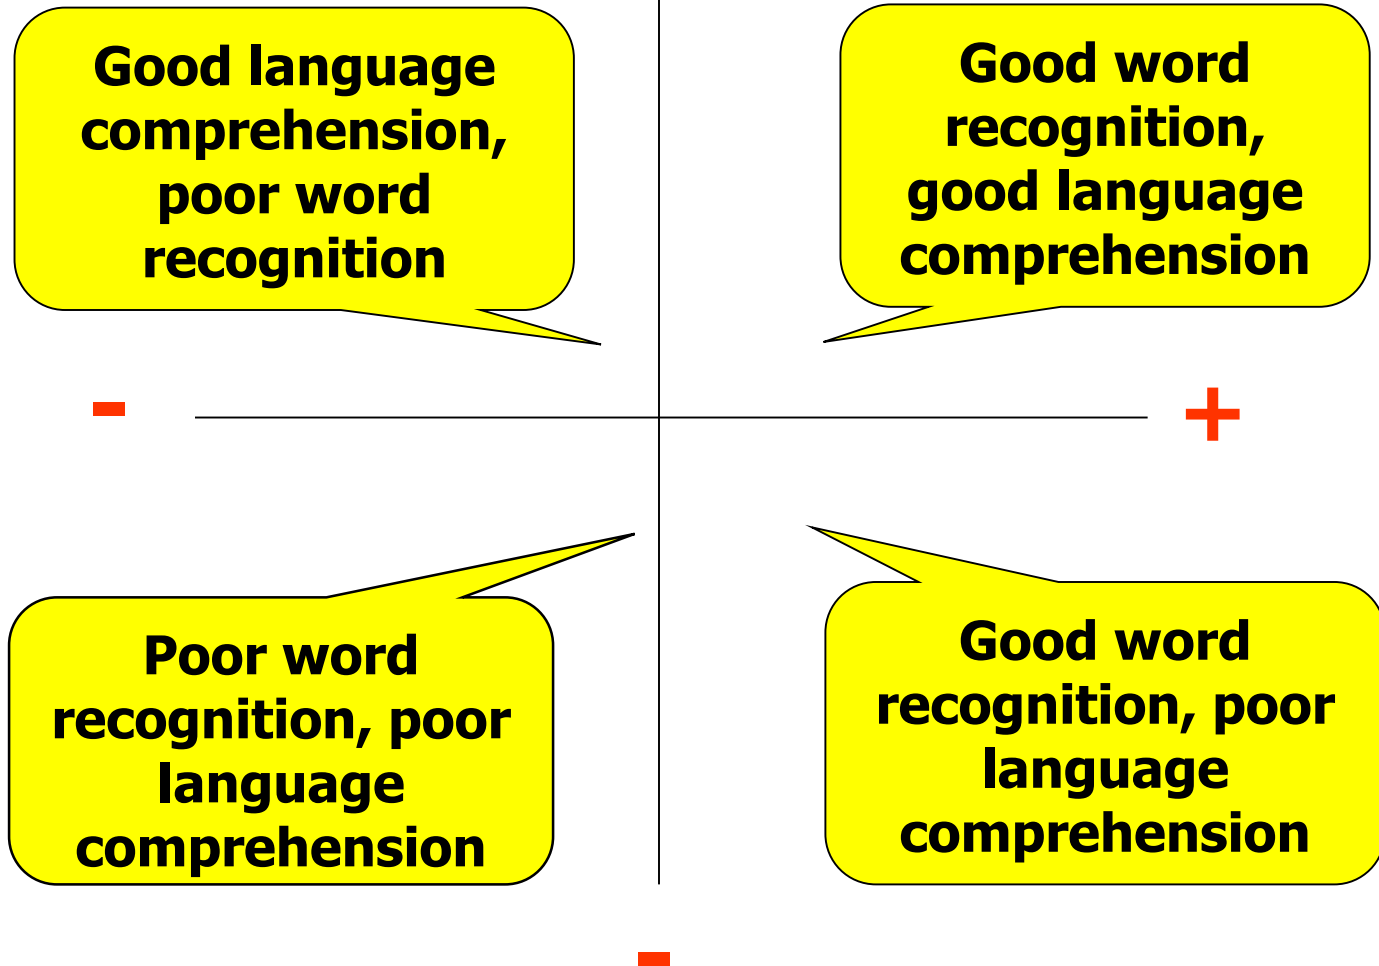 Good language
comprehension,
poor word
recognition
Good word
recognition,
good language
comprehension
-
+
Poor word
recognition, poor
language
comprehension
Good word
recognition, poor
language
comprehension
-